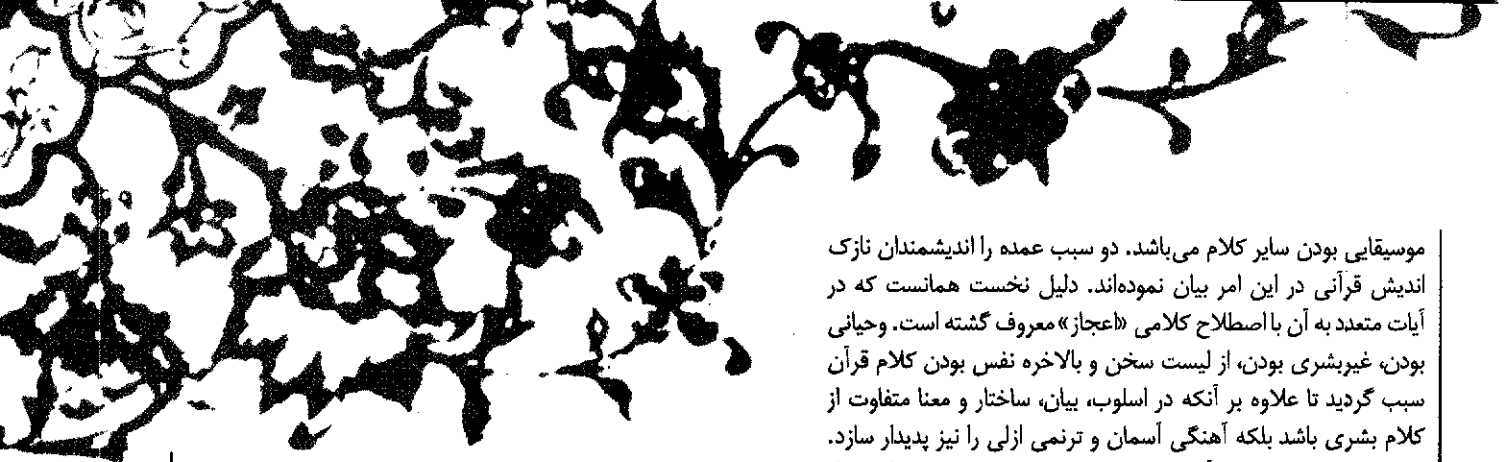 موسیقایی بودن سایر کلام می‌باشد. دو سبب عمده را اندیشمندان نازک
اندیش قرآنی در این امر بیان نموده‌اند. دلیل نخست همانست که در
آیات متعدد به آن با اصطلاح کلامی «اعجاز» معروف گشته است. وحیانی
بودن، غیربشری بودن، از لیست سخن و بالاخره نفس بودن کلام قرآن
سبب گردید تا علاوه بر آنکه در اسلوب، بیان، ساختار و معنا متفاوت از
کلام بشری باشد بلکه آهنگی آسمان و ترنمی ازلی را نیز پدیدار سازد.